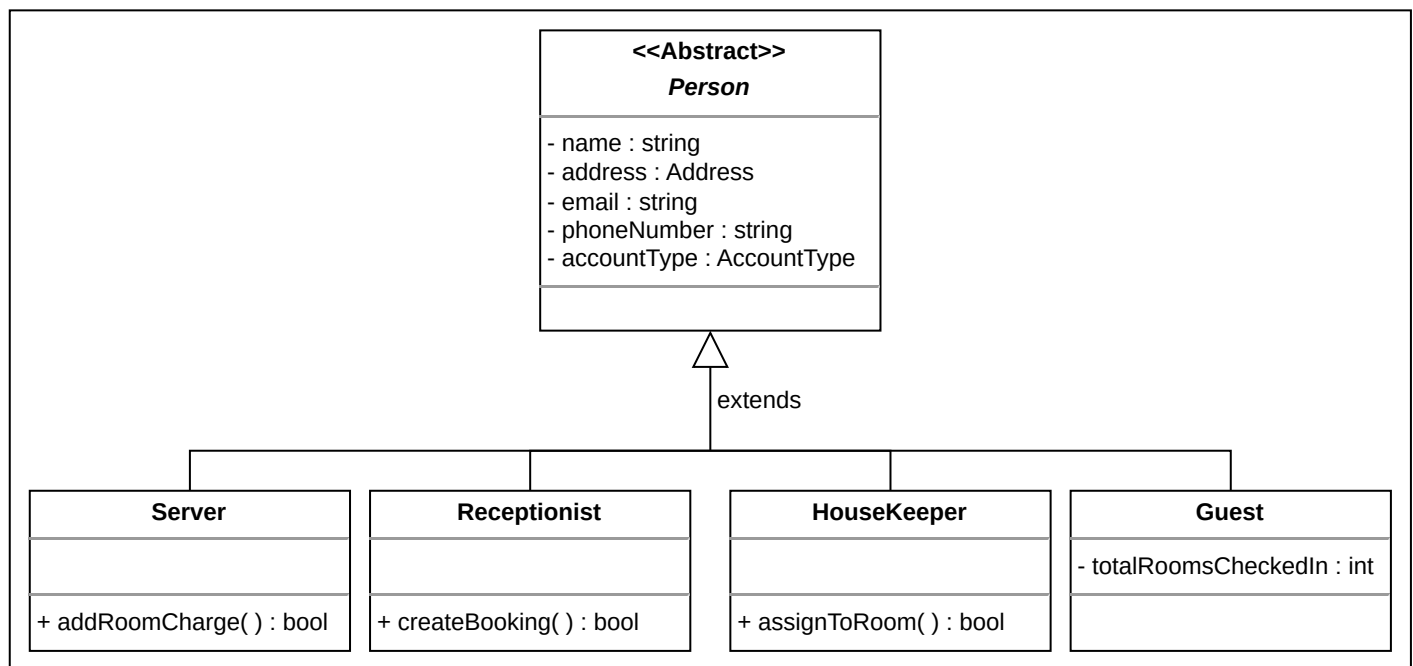 <<Abstract>>
Person
- name : string
- address : Address
- email : string
- phoneNumber : string
- accountType : AccountType
extends
Server
+ addRoomCharge( ) : bool
Receptionist
+ createBooking( ) : bool
HouseKeeper
+ assignToRoom( ) : bool
Guest
- totalRoomsCheckedIn : int